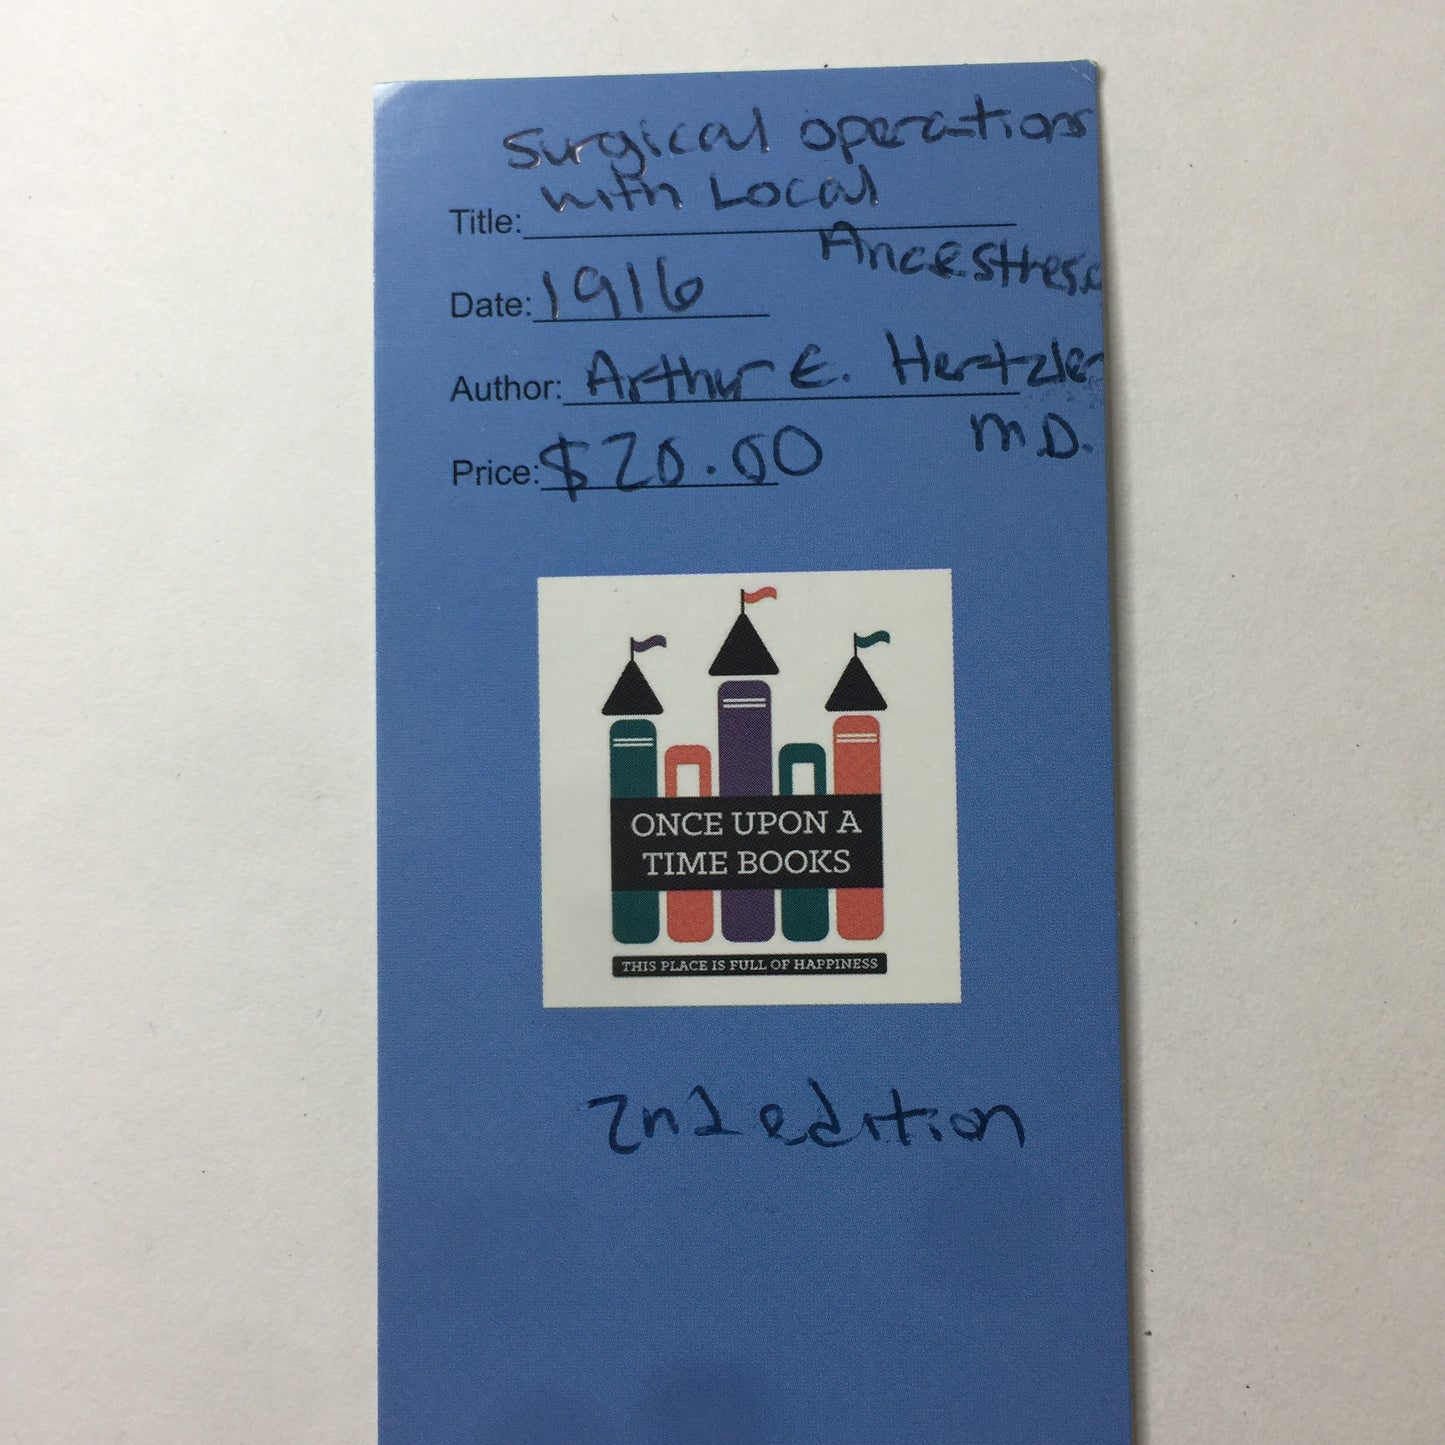 Surgical operations
Title: with Local
Ancesthesia
Date: 1916
Author: Arthur E. Hertzler
M.D.
Price: $20.00
ONCE UPON A
TIME BOOKS
THIS PLACE IS FULL OF HAPPINESS
2nd edition